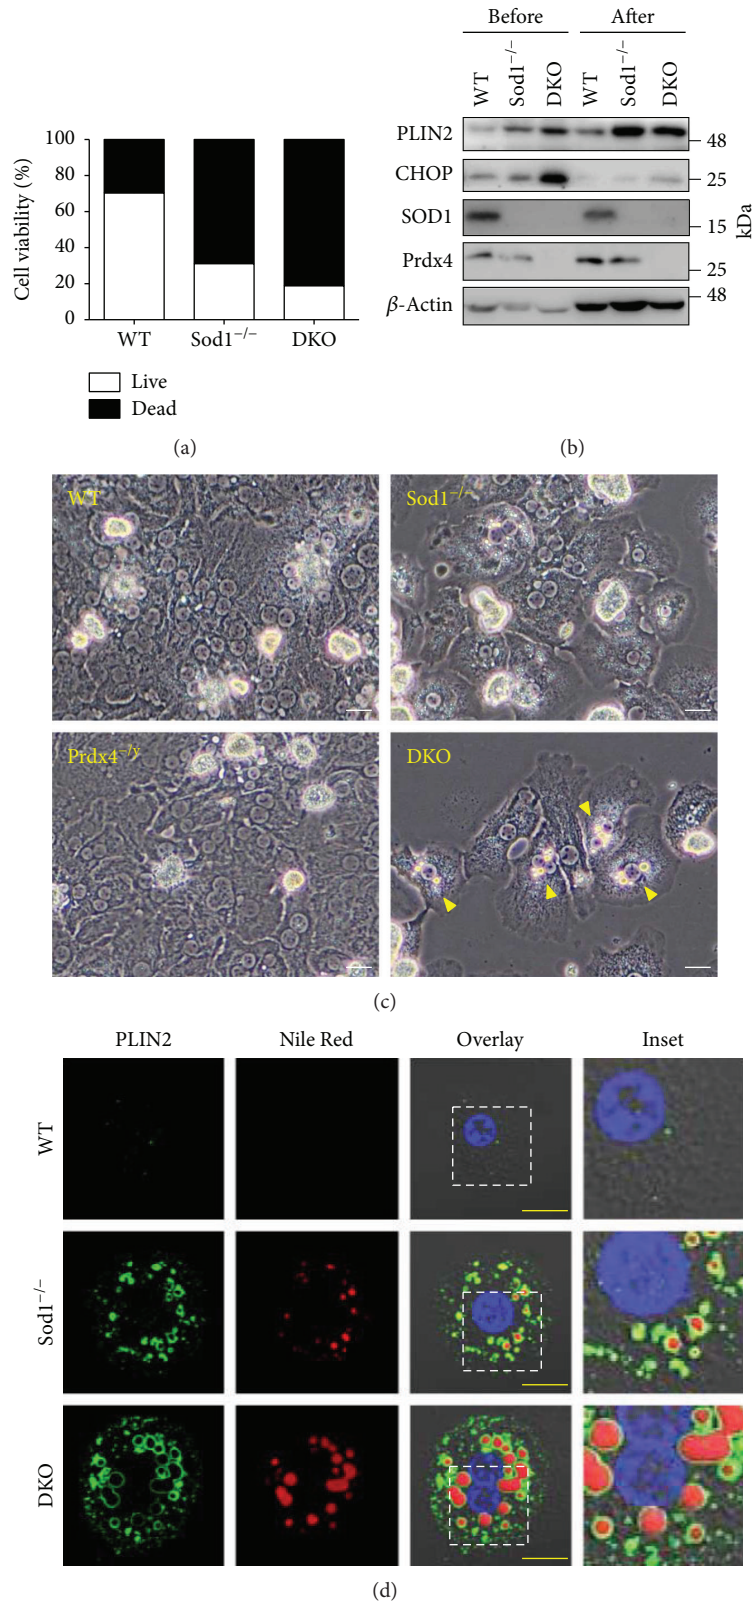 Before After
WT Sod1−/− DKO WT Sod1−/− DKO
Cell viability (%)
100
80
60
40
20
0
WT Sod1−/− DKO
Live
Dead
(a)
PLIN2 48
CHOP 25
SOD1 15
Prdx4 25
β-Actin 48
kDa
(b)
WT Sod1−/−
Prdx4−/y DKO
(c)
PLIN2 Nile Red Overlay Inset
WT
Sod1−/−
DKO
(d)